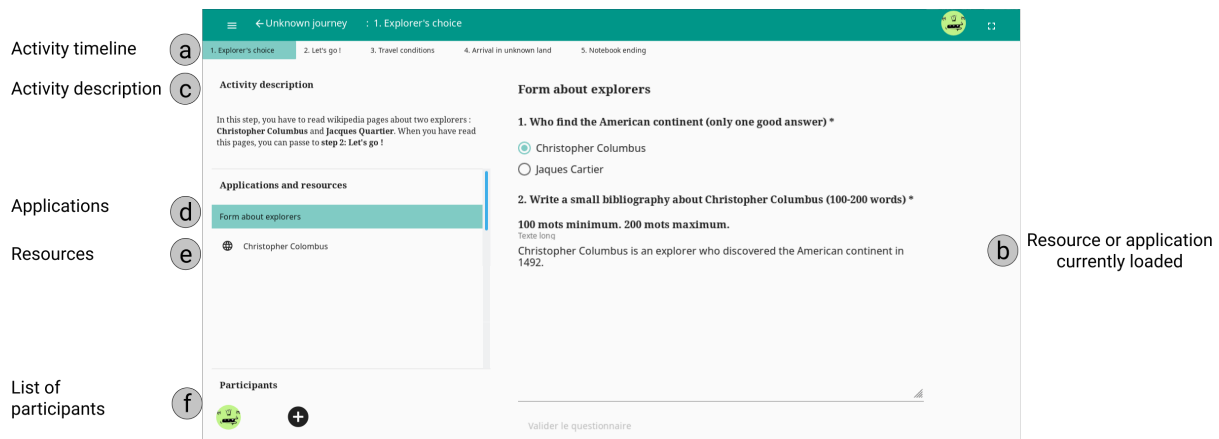 Unknown journey : 1. Explorer's choice
Activity timeline
a
1. Explorer's choice 2. Let's go ! 3. Travel conditions 4. Arrival in unknown land 5. Notebook ending
Activity description
c
Activity description
In this step, you have to read wikipedia pages about two explorers :
Christopher Columbus and Jacques Quartier. When you have read
this pages, you can passe to step 2: Let's go !
Applications and resources
Applications
d
Form about explorers
Resources
e
Christopher Colombus
List of
participants
f
Participants
Form about explorers
1. Who find the American continent (only one good answer) *
Christopher Columbus
Jaques Cartier
2. Write a small bibliography about Christopher Columbus (100-200 words) *
100 mots minimum. 200 mots maximum.
Texte long
Christopher Columbus is an explorer who discovered the American continent in
1492.
Valider le questionnaire
b
Resource or application
currently loaded